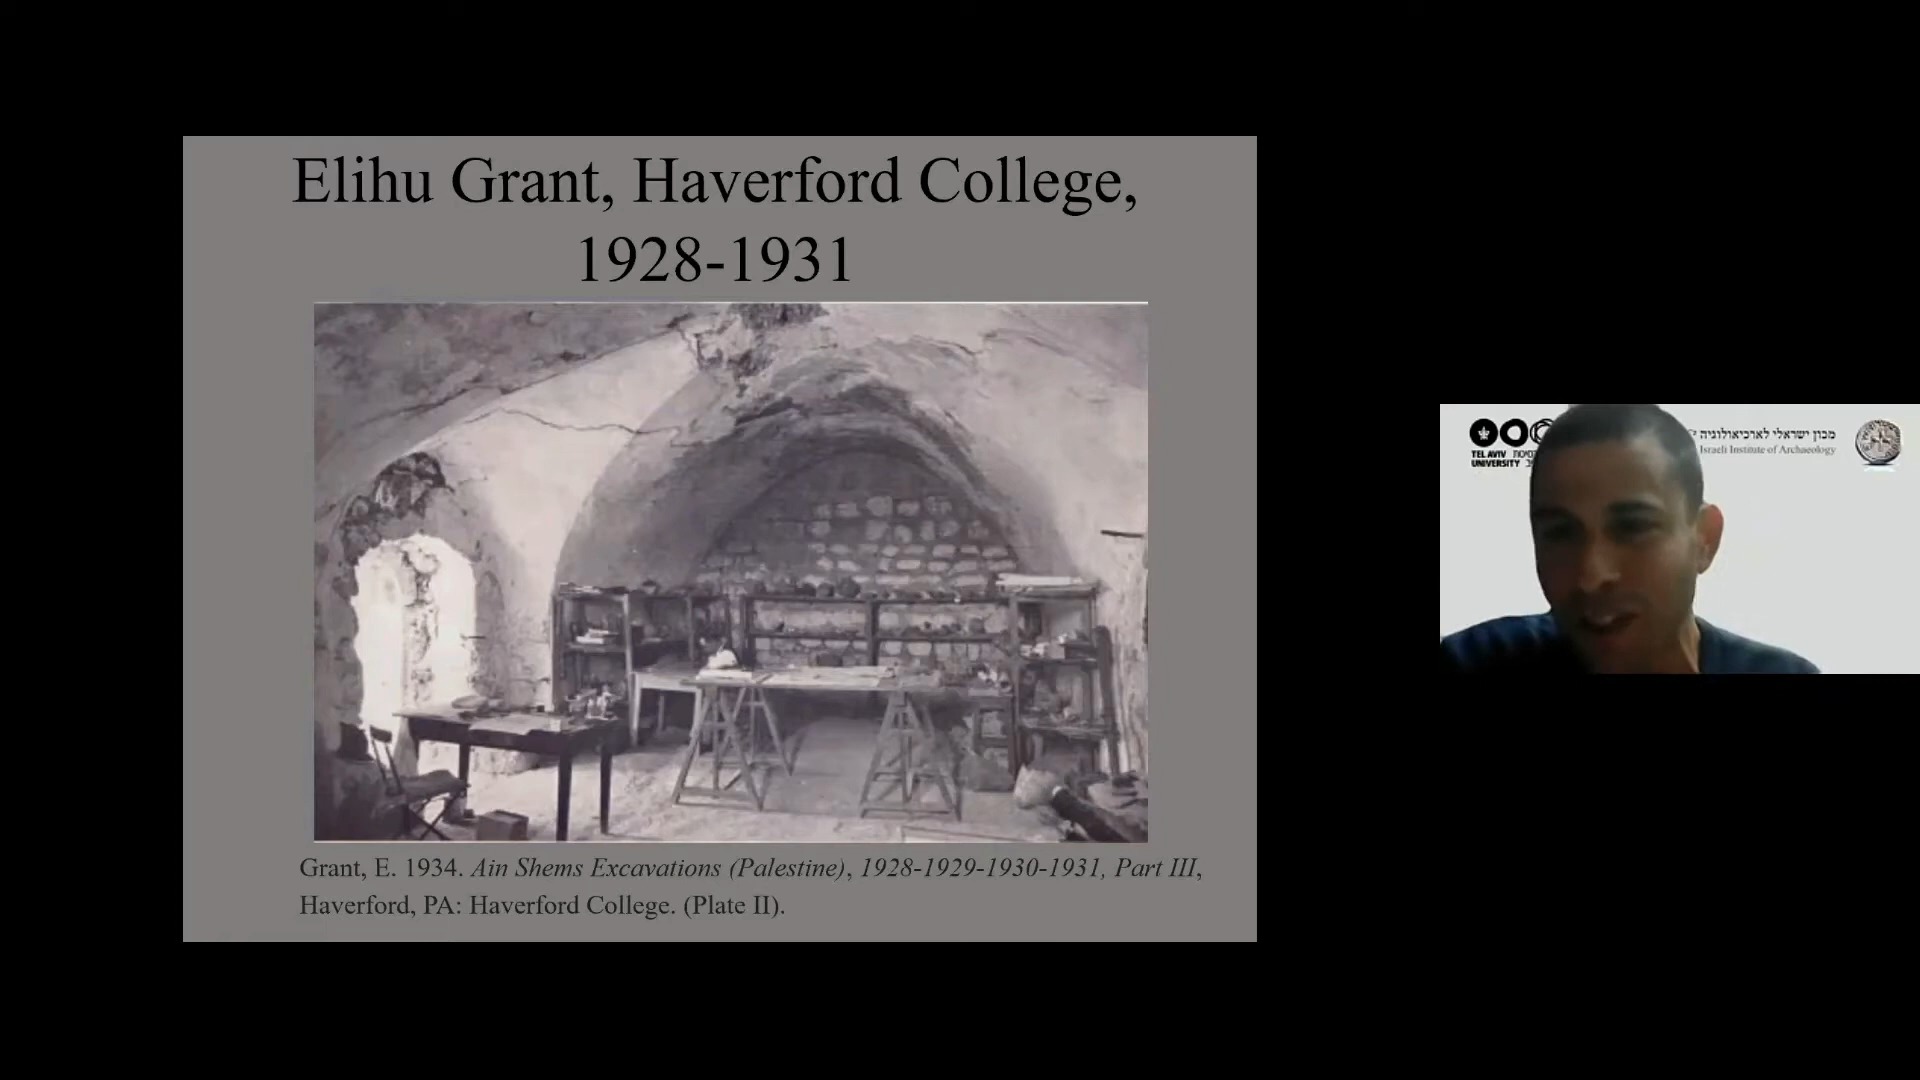 Elihu Grant, Haverford College,
1928-1931
Grant, E. 1934. Ain Shems Excavations (Palestine), 1928-1929-1930-1931, Part III,
Haverford, PA: Haverford College. (Plate II).
TEL AVIV
UNIVERSITY
מכון ישראלי לארכיאולוגיה
Israeli Institute of Archaeology